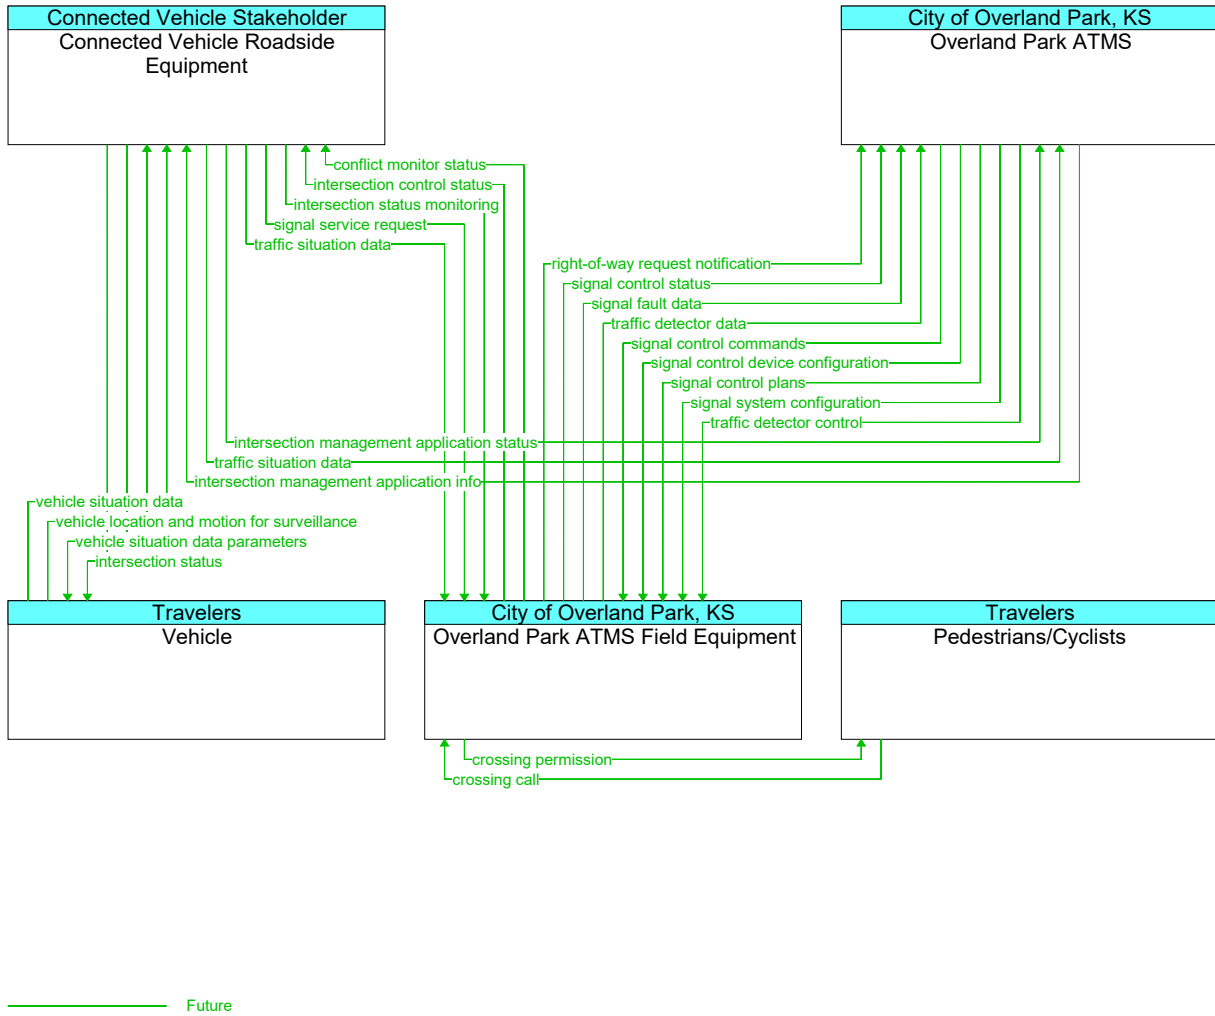 Connected Vehicle Stakeholder
Connected Vehicle Roadside
Equipment
City of Overland Park, KS
Overland Park ATMS
conflict monitor status
intersection control status
intersection status monitoring
signal service request
traffic situation data
right-of-way request notification
signal control status
signal fault data
traffic detector data
signal control commands
signal control device configuration
signal control plans
signal system configuration
traffic detector control
intersection management application status
traffic situation data
intersection management application info
vehicle situation data
vehicle location and motion for surveillance
vehicle situation data parameters
intersection status
Travelers
Vehicle
City of Overland Park, KS
Overland Park ATMS Field Equipment
Travelers
Pedestrians/Cyclists
crossing permission
crossing call
Future